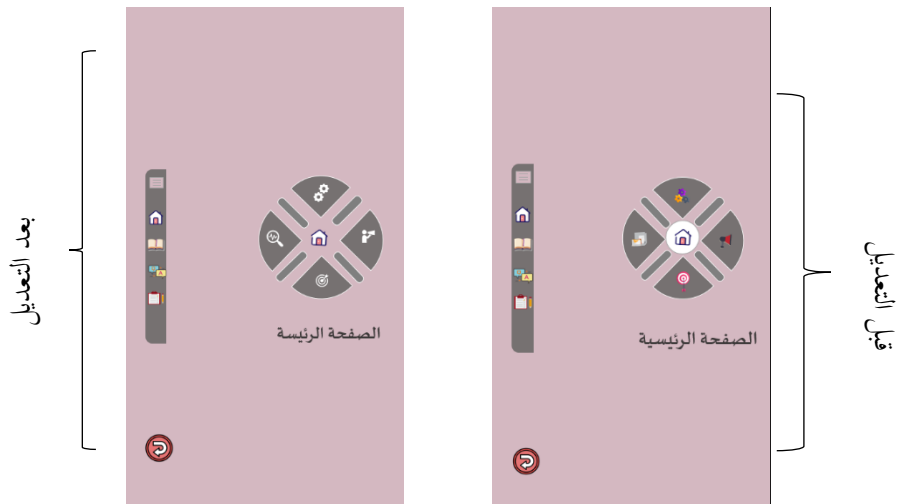 قبل التعديل
الصفحة الرئيسية
بعد التعديل
الصفحة الرئيسة